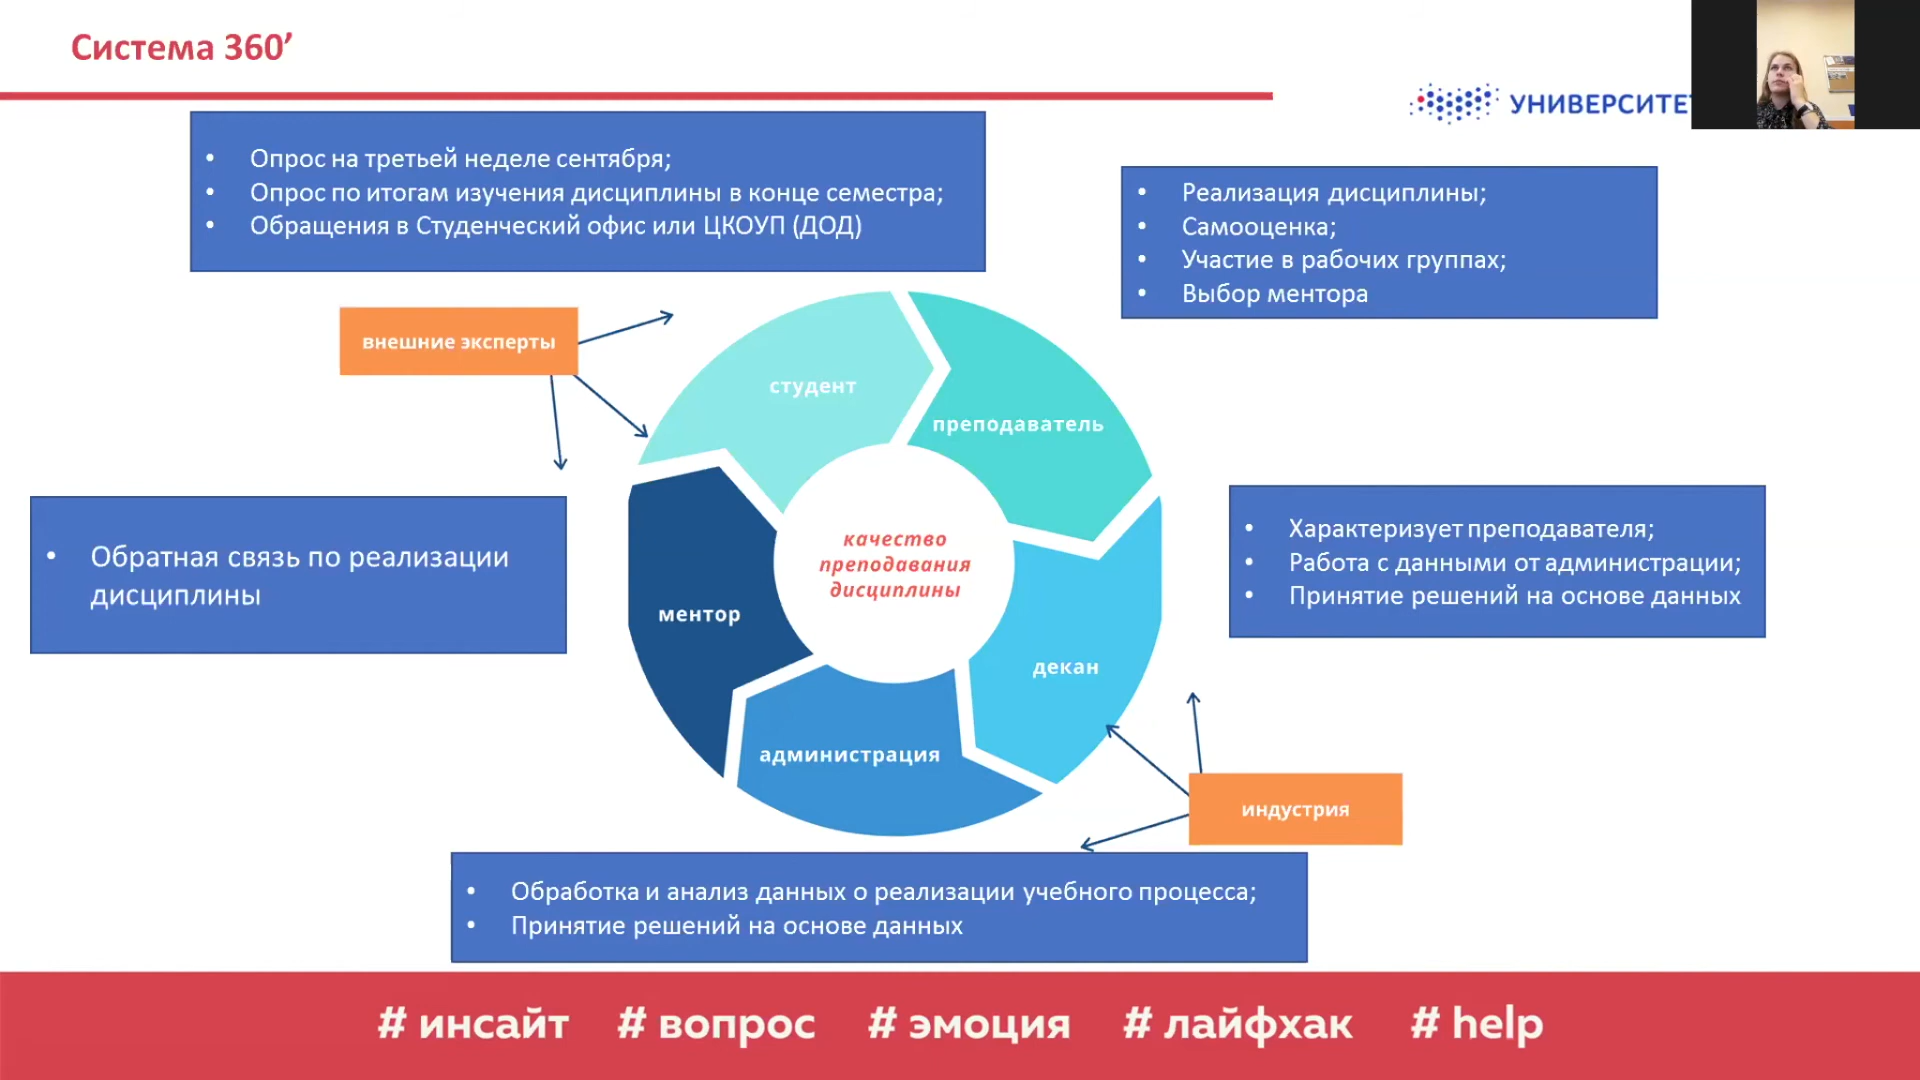 Система 360’
УНИВЕРСИТЕТ
• Опрос на третьей неделе сентября;
• Опрос по итогам изучения дисциплины в конце семестра;
• Обращения в Студенческий офис или ЦКОУП (ДОД)
• Реализация дисциплины;
• Самооценка;
• Участие в рабочих группах;
• Выбор ментора
внешние эксперты
студент
преподаватель
• Обратная связь по реализации
дисциплины
качество
преподавания
дисциплины
• Характеризует преподавателя;
• Работа с данными от администрации;
• Принятие решений на основе данных
ментор
декан
администрация
индустрия
• Обработка и анализ данных о реализации учебного процесса;
• Принятие решений на основе данных
# инсайт # вопрос # эмоция # лайфхак # help